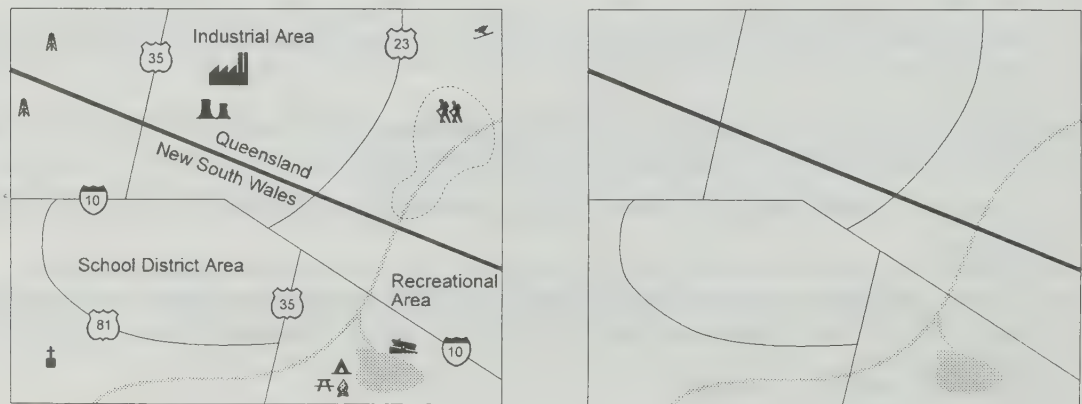 Industrial Area
23
35
Queensland
New South Wales
10
School District Area
Recreational
Area
35
81
10